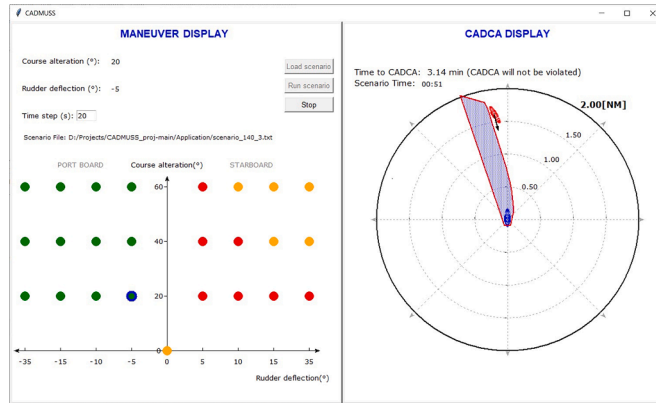 CADMUSS
MANEUVER DISPLAY
Course alteration (°): 20
Rudder deflection (°): -5
Time step (s): 20
Load scenario
Run scenario
Stop
Scenario File: D:/Projects/CADMUSS_proj-main/Application/scenario_140_3.txt
PORT BOARD
Course alteration(°)
STARBOARD
60
40
20
0
-35 -15 -10 -5 0 5 10 15 35
Rudder deflection(°)
CADCA DISPLAY
Time to CADCA: 3.14 min (CADCA will not be violated)
Scenario Time: 00:51
2.00[NM]
1.50
1.00
0.50